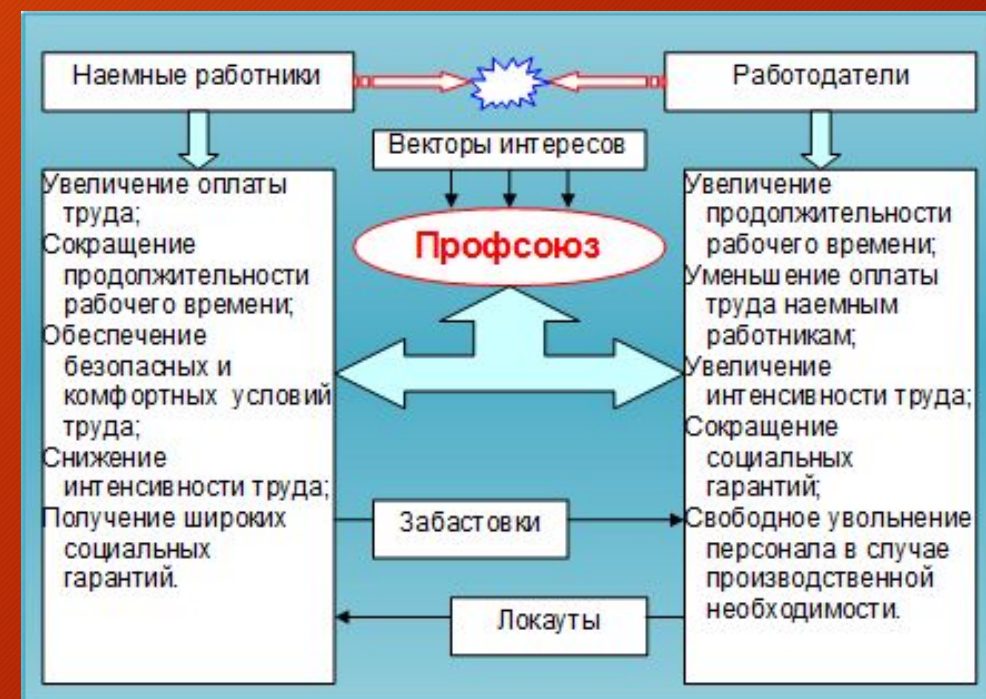 Наемные работники
Работодатели
Векторы интересов
Профсоюз
Увеличение оплаты
труда;
Сокращение
продолжительности
рабочего времени;
Обеспечение
безопасных и
комфортных условий
труда;
Снижение
интенсивности труда;
Получение широких
социальных
гарантий.
Увеличение
продолжительности
рабочего времени;
Уменьшение оплаты
труда наемным
работникам;
Увеличение
интенсивности труда;
Сокращение
социальных
гарантий;
Свободное увольнение
персонала в случае
производственной
необходимости.
Забастовки
Локауты